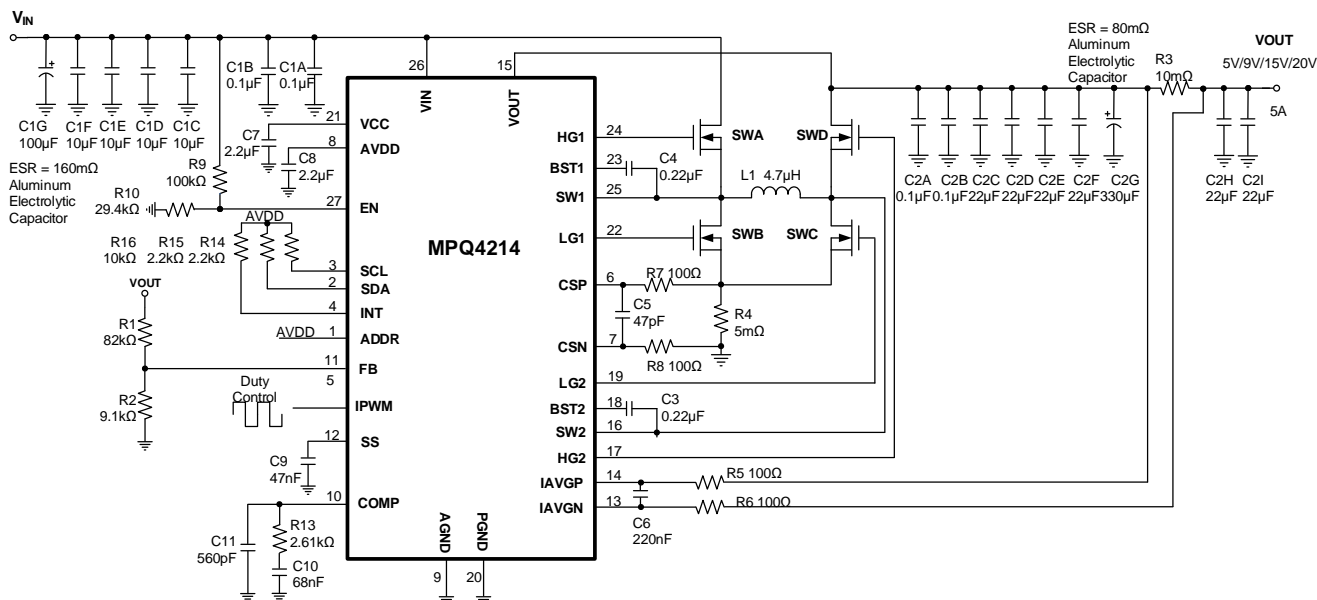 VIN
C1G
100µF
C1F
10µF
C1E
10µF
C1D
10µF
C1C
10µF
C1B
0.1µF
C1A
0.1µF
ESR = 160mΩ
Aluminum
Electrolytic
Capacitor
R9
100kΩ
R10
29.4kΩ
C7
2.2µF
C8
2.2µF
AVDD
R16
10kΩ
R15
2.2kΩ
R14
2.2kΩ
VOUT
R1
82kΩ
R2
9.1kΩ
AVDD
Duty
Control
C9
47nF
C11
560pF
R13
2.61kΩ
C10
68nF
MPQ4214
26
VIN
15
VOUT
21
VCC
8
AVDD
27
EN
3
SCL
2
SDA
4
INT
1
ADDR
11
FB
5
IPWM
12
SS
10
COMP
AGND
9
PGND
20
HG1
24
BST1
23
SW1
25
LG1
22
CSP
6
CSN
7
LG2
19
BST2
18
SW2
16
HG2
17
IAVGP
14
IAVGN
13
C4
0.22µF
SWA
SWD
L1 4.7µH
SWB
SWC
R7 100Ω
C5
47pF
R4
5mΩ
R8 100Ω
C3
0.22µF
R5 100Ω
R6 100Ω
C6
220nF
ESR = 80mΩ
Aluminum
Electrolytic
Capacitor
C2A
0.1µF
C2B
0.1µF
C2C
22µF
C2D
22µF
C2E
22µF
C2F
22µF
C2G
330µF
R3
10mΩ
C2H
22µF
C2I
22µF
VOUT
5V/9V/15V/20V
5A